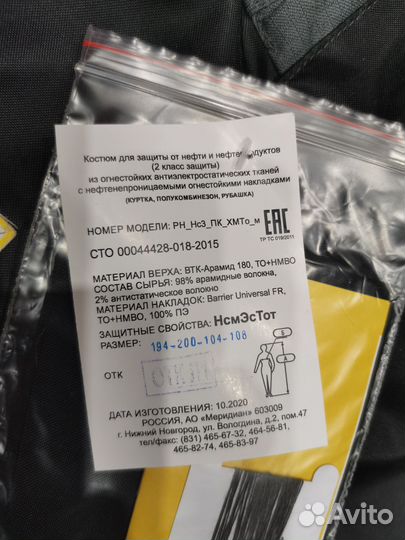 Костюм для защиты от нефти и нефтепродуктов
(2 класс защиты)
из огнестойких антиэлектростатических тканей
с нефтенепроницаемыми огнестойкими накладками
(КУРТКА, ПОЛУКОМБИНЕЗОН, РУБАШКА)
НОМЕР МОДЕЛИ: РН_Нс3_ПК_ХМТо_м
ЕАС
ТР ТС 019/2011
СТО 00044428-018-2015
МАТЕРИАЛ ВЕРХА: ВТК-Арамид 180, ТО+НМВО
СОСТАВ СЫРЬЯ: 98% арамидные волокна,
2% антистатическое волокно
МАТЕРИАЛ НАКЛАДОК: Barrier Universal FR,
ТО+НМВО, 100% ПЭ
ЗАЩИТНЫЕ СВОЙСТВА: НсмЭсТот
РАЗМЕР: 194-200-104-108
ОТК
ДАТА ИЗГОТОВЛЕНИЯ: 10.2020
РОССИЯ, АО «Меридиан» 603009
г. Нижний Новгород, ул. Вологдина, д.2, пом.47
тел/факс: (831) 465-67-32, 464-56-81,
465-82-74, 465-83-97
Avito